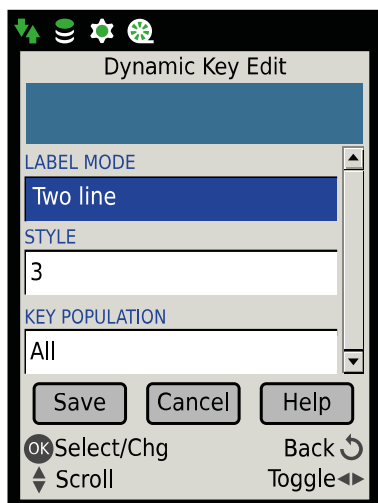 Dynamic Key Edit
LABEL MODE
Two line
STYLE
3
KEY POPULATION
All
Save Cancel Help
OK Select/Chg Back
Scroll Toggle